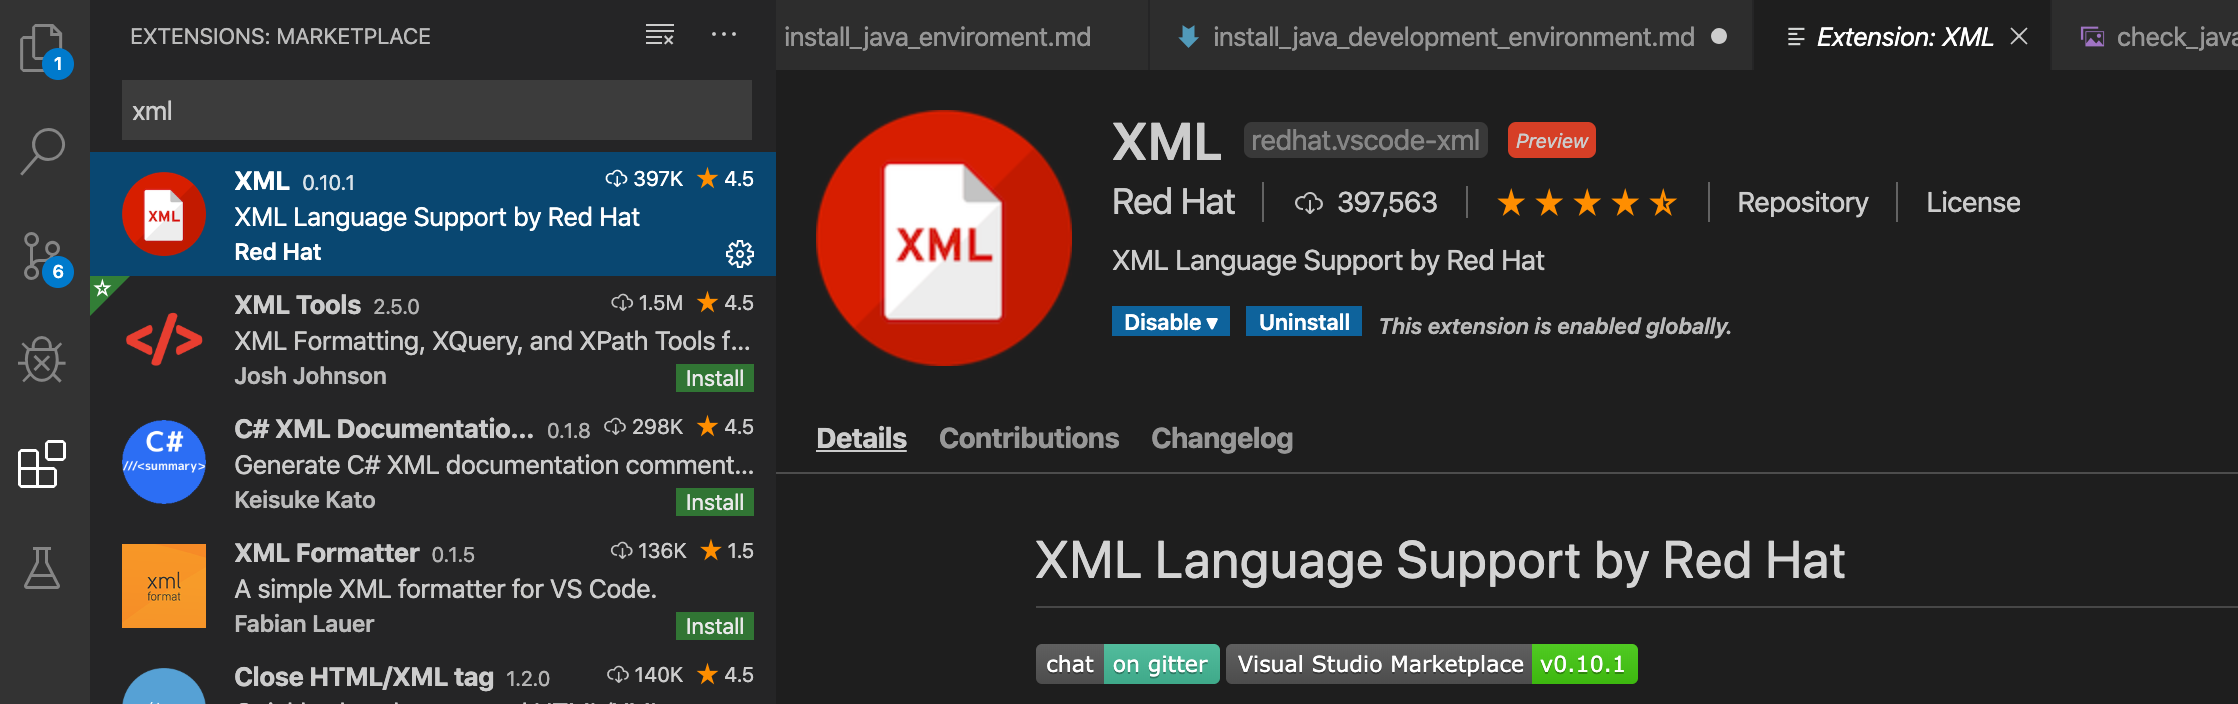 EXTENSIONS: MARKETPLACE
install_java_enviroment.md
install_java_development_environment.md
Extension: XML
check_java
1
xml
6
XML
XML 0.10.1 397K 4.5
XML Language Support by Red Hat
Red Hat
</>
XML Tools 2.5.0 1.5M 4.5
XML Formatting, XQuery, and XPath Tools f...
Josh Johnson
Install
C#
///<summary>
C# XML Documentatio... 0.1.8 298K 4.5
Generate C# XML documentation comment...
Keisuke Kato
Install
xml
format
XML Formatter 0.1.5 136K 1.5
A simple XML formatter for VS Code.
Fabian Lauer
Install
Close HTML/XML tag 1.2.0 140K 4.5
XML
XML redhat.vscode-xml Preview
Red Hat 397,563 Repository License
XML Language Support by Red Hat
Disable ▾ Uninstall This extension is enabled globally.
Details Contributions Changelog
XML Language Support by Red Hat
chat on gitter Visual Studio Marketplace v0.10.1